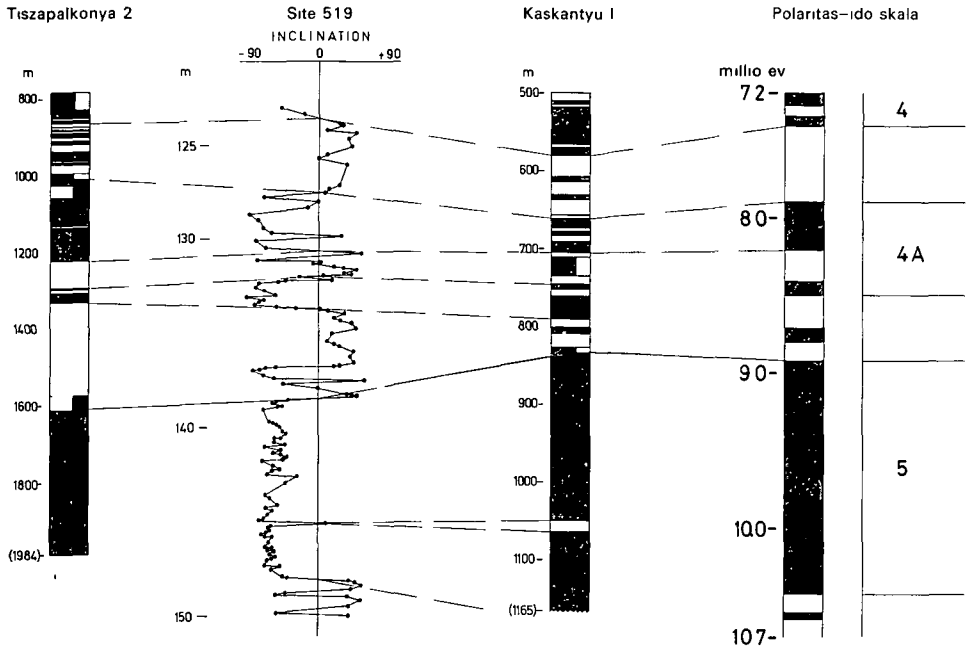 Tiszapalkonya 2
Site 519
Kaskantyu I
Polaritas-ido skala
INCLINATION
-90 0 +90
m
m
m
millio ev
800-
1000
1200
1400
1600
1800
(1984)-
125
130
140
150
500-
600
700
800
900
1000
1100
(1165)-
72-
80
90
100
107-
4
4A
5